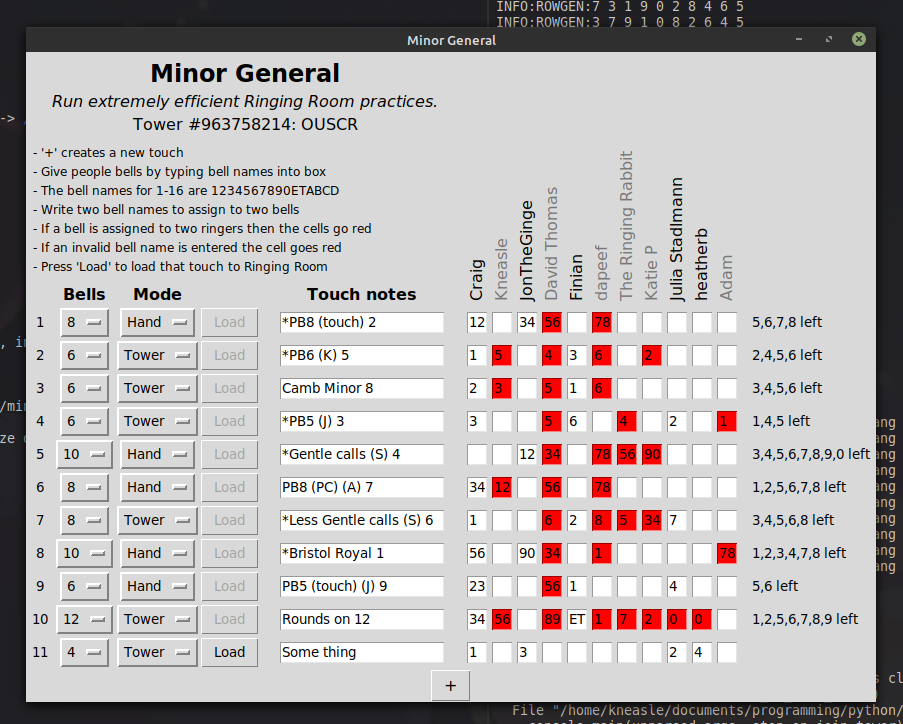 INFO:ROWGEN:7 3 1 9 0 2 8 4 6 5
INFO:ROWGEN:3 7 9 1 0 8 2 6 4 5
Minor General
Minor General
Run extremely efficient Ringing Room practices.
Tower #963758214: OUSCR
- '+' creates a new touch
- Give people bells by typing bell names into box
- The bell names for 1-16 are 1234567890ETABCD
- Write two bell names to assign to two bells
- If a bell is assigned to two ringers then the cells go red
- If an invalid bell name is entered the cell goes red
- Press 'Load' to load that touch to Ringing Room
Bells Mode Touch notes Craig Kneasle JonTheGinge David Thomas Finian dapeef The Ringing Rabbit Katie P Julia Stadlmann heatherb Adam
1 8 Hand Load *PB8 (touch) 2 12 34 56 78 5,6,7,8 left
2 6 Tower Load *PB6 (K) 5 1 5 4 3 6 2 2,4,5,6 left
3 6 Tower Load Camb Minor 8 2 3 5 1 6 3,4,5,6 left
4 6 Tower Load *PB5 (J) 3 3 5 6 4 2 1 1,4,5 left
5 10 Hand Load *Gentle calls (S) 4 12 34 78 56 90 3,4,5,6,7,8,9,0 left
6 8 Hand Load PB8 (PC) (A) 7 34 12 56 78 1,2,5,6,7,8 left
7 8 Tower Load *Less Gentle calls (S) 6 1 6 2 8 5 34 7 3,4,5,6,8 left
8 10 Hand Load *Bristol Royal 1 56 90 34 1 78 1,2,3,4,7,8 left
9 6 Hand Load PB5 (touch) (J) 9 23 56 1 4 5,6 left
10 12 Tower Load Rounds on 12 34 56 89 ET 1 7 2 0 0 1,2,5,6,7,8,9 left
11 4 Tower Load Some thing 1 3 2 4
+
File "/home/kneasle/documents/programming/python/